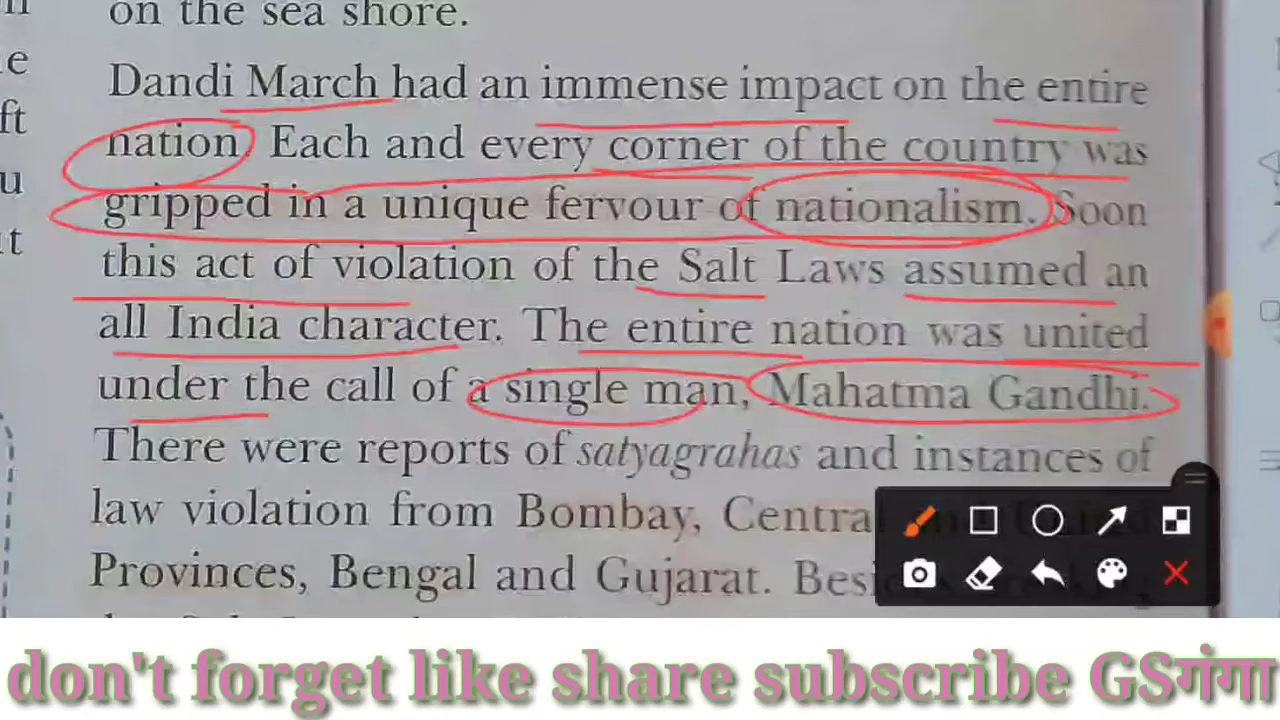 on the sea shore.
Dandi March had an immense impact on the entire
nation. Each and every corner of the country was
gripped in a unique fervour of nationalism. Soon
this act of violation of the Salt Laws assumed an
all India character. The entire nation was united
under the call of a single man, Mahatma Gandhi.
There were reports of satyagrahas and instances of
law violation from Bombay, Central
Provinces, Bengal and Gujarat.
don't forget like share subscribe GSगंगा